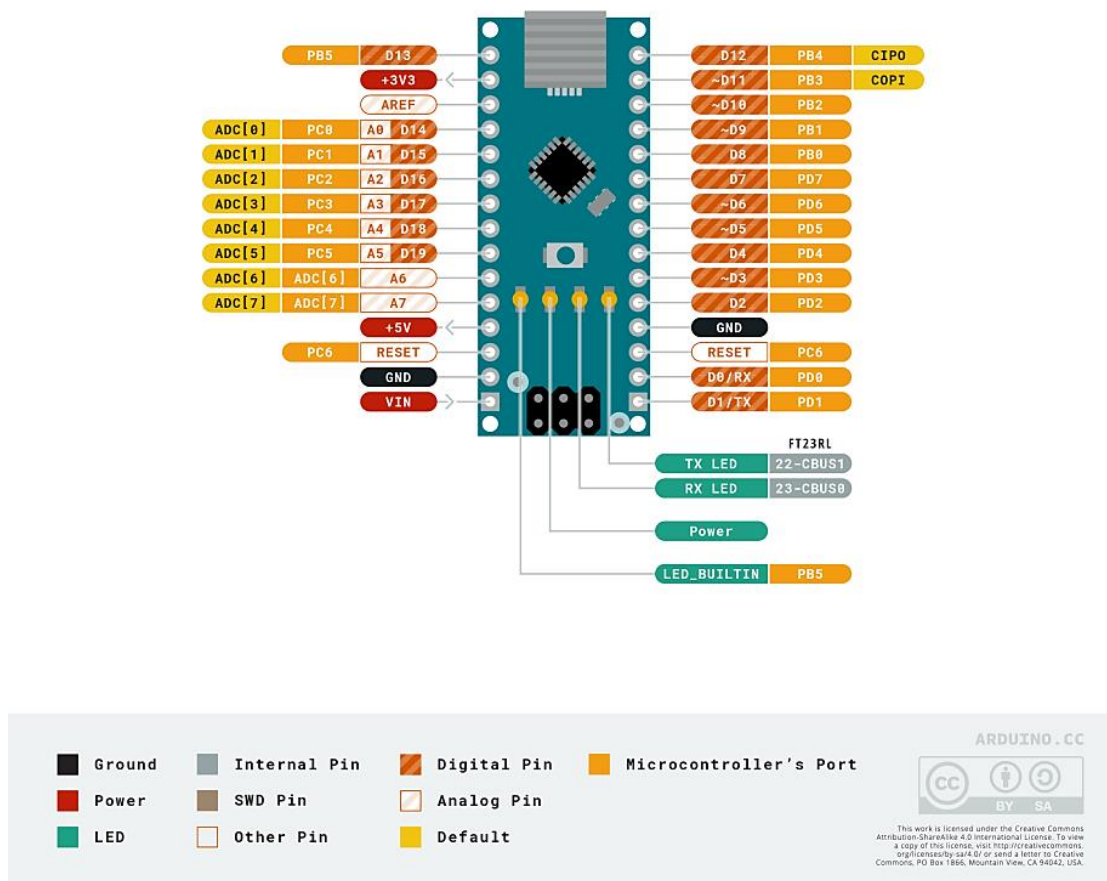 PB5 D13 D12 PB4 CIPO
+3V3 ~D11 PB3 COPI
AREF ~D10 PB2
ADC[0] PC0 A0 D14 ~D9 PB1
ADC[1] PC1 A1 D15 D8 PB0
ADC[2] PC2 A2 D16 D7 PD7
ADC[3] PC3 A3 D17 ~D6 PD6
ADC[4] PC4 A4 D18 ~D5 PD5
ADC[5] PC5 A5 D19 D4 PD4
ADC[6] ADC[6] A6 ~D3 PD3
ADC[7] ADC[7] A7 D2 PD2
+5V GND
PC6 RESET RESET PC6
GND D0/RX PD0
VIN D1/TX PD1
FT23RL
TX LED 22-CBUS1
RX LED 23-CBUS0
Power
LED_BUILTIN PB5
Ground Internal Pin Digital Pin Microcontroller's Port
Power SWD Pin Analog Pin
LED Other Pin Default
ARDUINO.CC
CC BY SA
This work is licensed under the Creative Commons
Attribution-ShareAlike 4.0 International License. To view
a copy of this license, visit http://creativecommons.
org/licenses/by-sa/4.0/ or send a letter to Creative
Commons, PO Box 1866, Mountain View, CA 94042, USA.